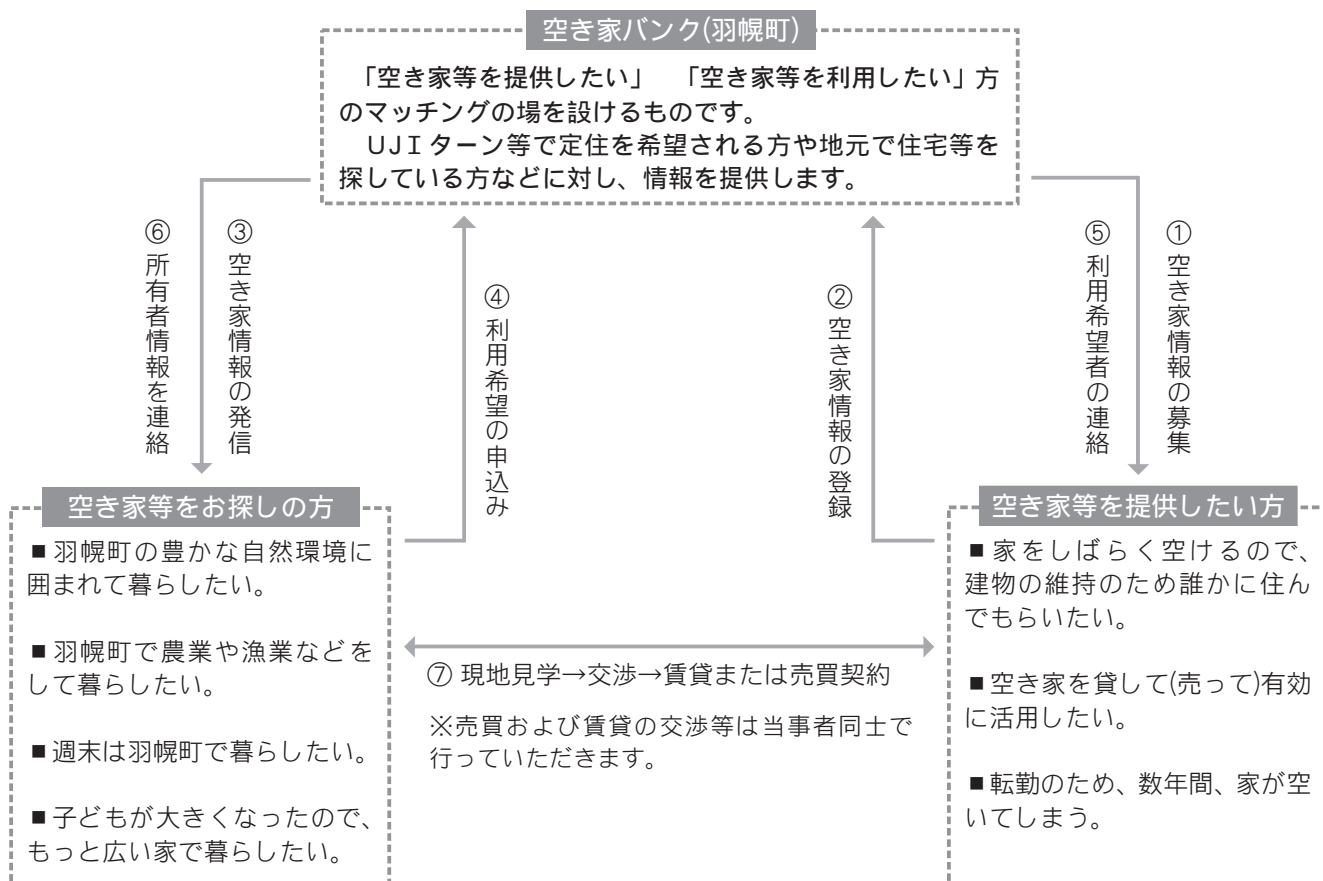 空き家バンク(羽幌町)
「空き家等を提供したい」 「空き家等を利用したい」方
のマッチングの場を設けるものです。
UJIターン等で定住を希望される方や地元で住宅等を
探している方などに対し、情報を提供します。
⑥所有者情報を連絡
③空き家情報の発信
④利用希望の申込み
②空き家情報の登録
⑤利用希望者の連絡
①空き家情報の募集
空き家等をお探しの方
■羽幌町の豊かな自然環境に
囲まれて暮らしたい。
■羽幌町で農業や漁業などを
して暮らしたい。
■週末は羽幌町で暮らしたい。
■子どもが大きくなったので、
もっと広い家で暮らしたい。
⑦現地見学→交渉→賃貸または売買契約
※売買および賃貸の交渉等は当事者同士で
行っていただきます。
空き家等を提供したい方
■家をしばらく空けるので、
建物の維持のため誰かに住ん
でもらいたい。
■空き家を貸して(売って)有効
に活用したい。
■転勤のため、数年間、家が空
いてしまう。